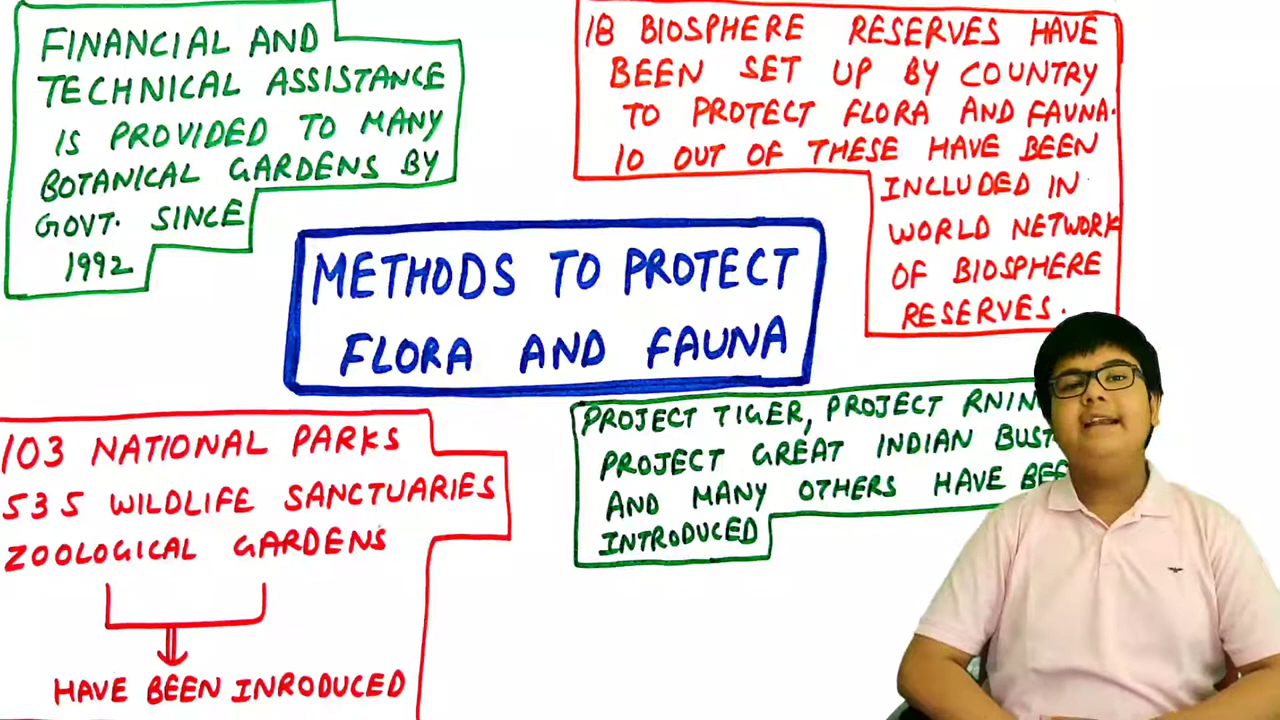 FINANCIAL AND
TECHNICAL ASSISTANCE
IS PROVIDED TO MANY
BOTANICAL GARDENS BY
GOVT. SINCE
1992
18 BIOSPHERE RESERVES HAVE
BEEN SET UP BY COUNTRY
TO PROTECT FLORA AND FAUNA.
10 OUT OF THESE HAVE BEEN
INCLUDED IN
WORLD NETWORK
OF BIOSPHERE
RESERVES.
METHODS TO PROTECT
FLORA AND FAUNA
103 NATIONAL PARKS
535 WILDLIFE SANCTUARIES
ZOOLOGICAL GARDENS
HAVE BEEN INRODUCED
PROJECT TIGER, PROJECT
PROJECT GREAT INDIAN
AND MANY OTHERS HAVE
INTRODUCED